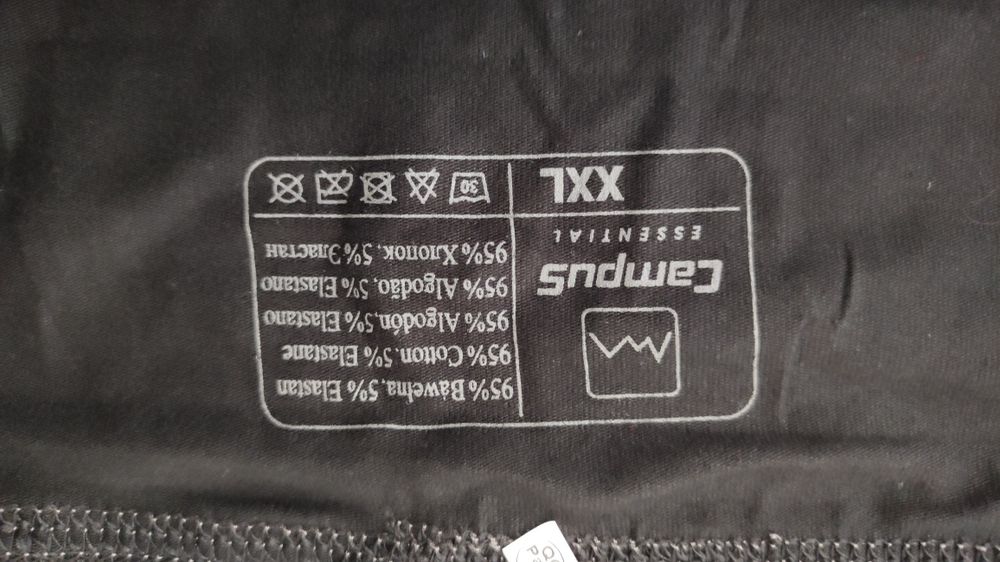 Campus
ESSENTIAL
XXL
95% Báwełna, 5% Elastan
95% Cotton, 5% Elastane
95% Algodón, 5% Elastano
95% Algodão, 5% Elastano
95% Хлопок, 5% Эластан
30